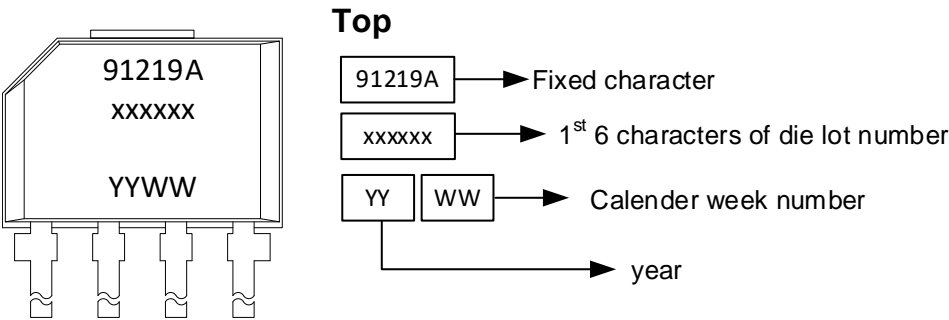 91219A
xxxxxx
YYWW
Top
91219A Fixed character
xxxxxx 1st 6 characters of die lot number
YY WW Calender week number
year